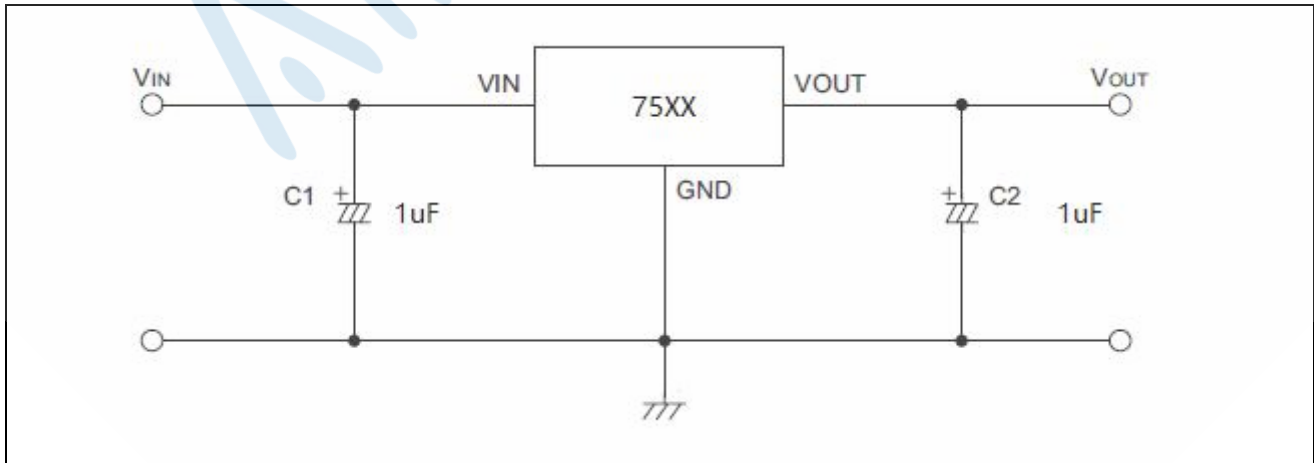 VIN
VIN
75XX
VOUT
VOUT
GND
C1
+
1uF
+
C2
1uF